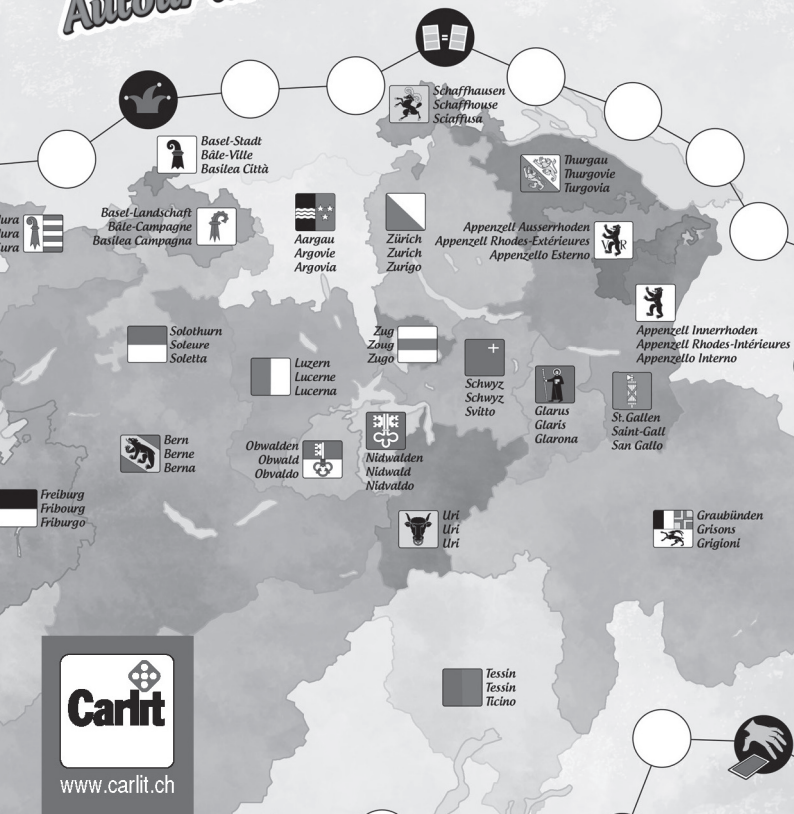 Schaffhausen
Schaffhouse
Sciaffusa
Basel-Stadt
Bâle-Ville
Basilea Città
Thurgau
Thurgovie
Turgovia
Basel-Landschaft
Bâle-Campagne
Basilea Campagna
Aargau
Argovie
Argovia
Zürich
Zurich
Zurigo
Appenzell Ausserrhoden
Appenzell Rhodes-Extérieures
Appenzello Esterno
V R
Appenzell Innerrhoden
Appenzell Rhodes-Intérieures
Appenzello Interno
Solothurn
Soleure
Soletta
Zug
Zoug
Zugo
Luzern
Lucerne
Lucerna
Schwyz
Schwyz
Svitto
Glarus
Glaris
Glarona
St.Gallen
Saint-Gall
San Gallo
Bern
Berne
Berna
Obwalden
Obwald
Obvaldo
Nidwalden
Nidwald
Nidvaldo
Freiburg
Fribourg
Friburgo
Uri
Uri
Uri
Graubünden
Grisons
Grigioni
Tessin
Tessin
Ticino
Carlit
www.carlit.ch